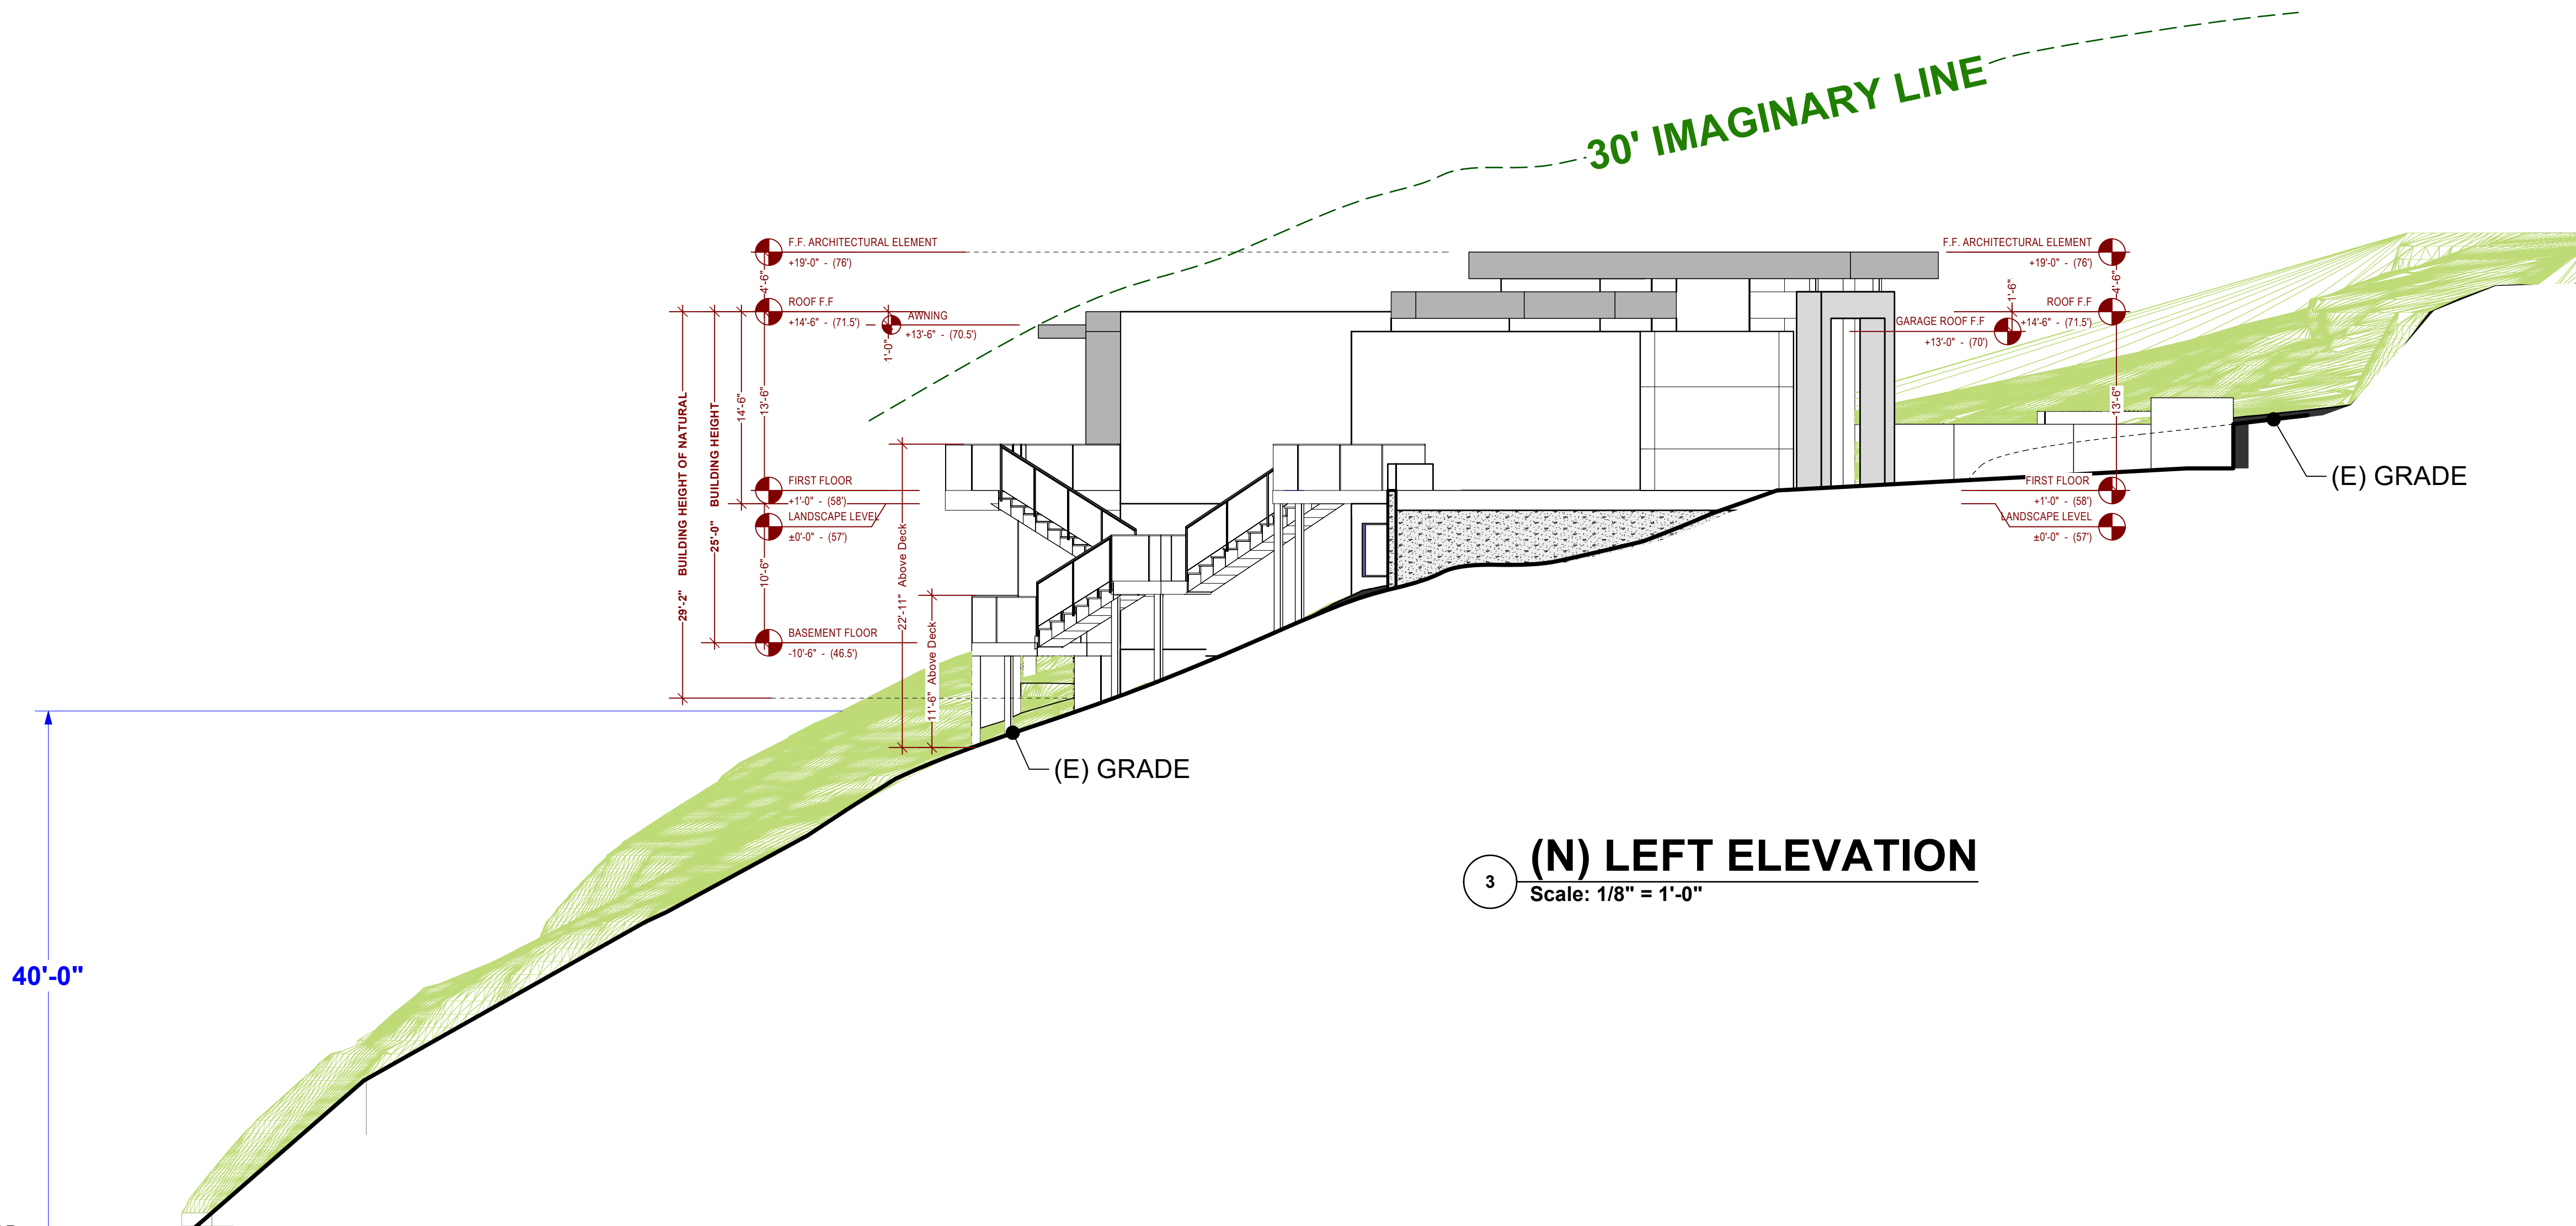 30' IMAGINARY LINE
F.F. ARCHITECTURAL ELEMENT
+19'-0" - (76')
4'-6"
ROOF F.F
+14'-6" - (71.5')
AWNING
+13'-6" - (70.5')
1'-0"
29'-2" BUILDING HEIGHT OF NATURAL
25'-0" BUILDING HEIGHT
14'-6"
13'-6"
FIRST FLOOR
+1'-0" - (58')
LANDSCAPE LEVEL
±0'-0" - (57')
10'-6"
BASEMENT FLOOR
-10'-6" - (46.5')
22'-11" Above Deck
11'-6" Above Deck
F.F. ARCHITECTURAL ELEMENT
+19'-0" - (76')
4'-6"
1'-6"
ROOF F.F
+14'-6" - (71.5')
GARAGE ROOF F.F
+13'-0" - (70')
13'-6"
FIRST FLOOR
+1'-0" - (58')
LANDSCAPE LEVEL
±0'-0" - (57')
(E) GRADE
(E) GRADE
3
(N) LEFT ELEVATION
Scale: 1/8" = 1'-0"
40'-0"